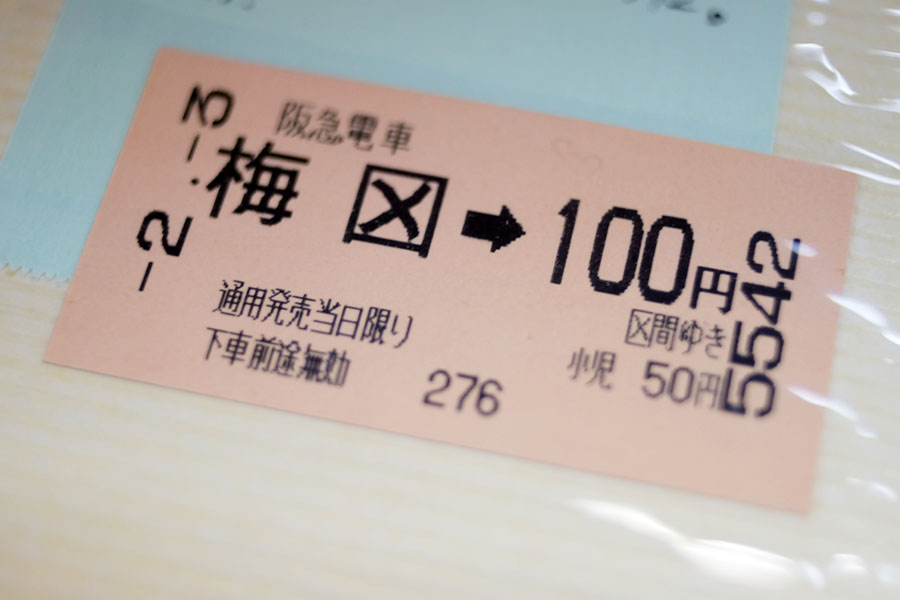 阪急電車
梅 区 ➡ 100円
区間ゆき
小児 50円
通用発売当日限り
下車前途無効
276
-2.-3
5542